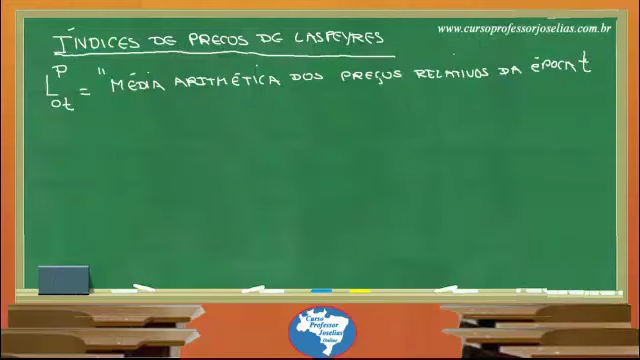 www.cursoprofessorjoselias.com.br
ÍNDICES DE PREÇOS DE LASPEYRES
L P 0t = " MÉDIA ARITMÉTICA DOS PREÇOS RELATIVOS DA ÉPOCA t
Curso
Professor
Joselias
Online